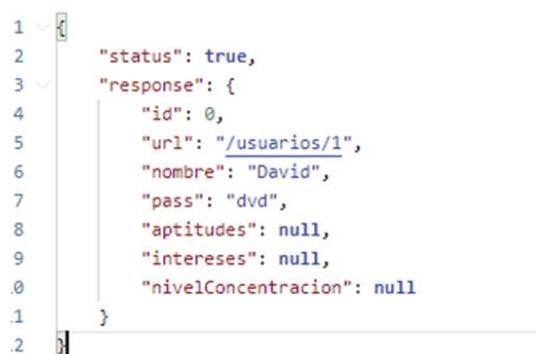 1 {
2 "status": true,
3 "response": {
4 "id": 0,
5 "url": "/usuarios/1",
6 "nombre": "David",
7 "pass": "dvd",
8 "aptitudes": null,
9 "intereses": null,
.0 "nivelConcentracion": null
.1 }
.2 }